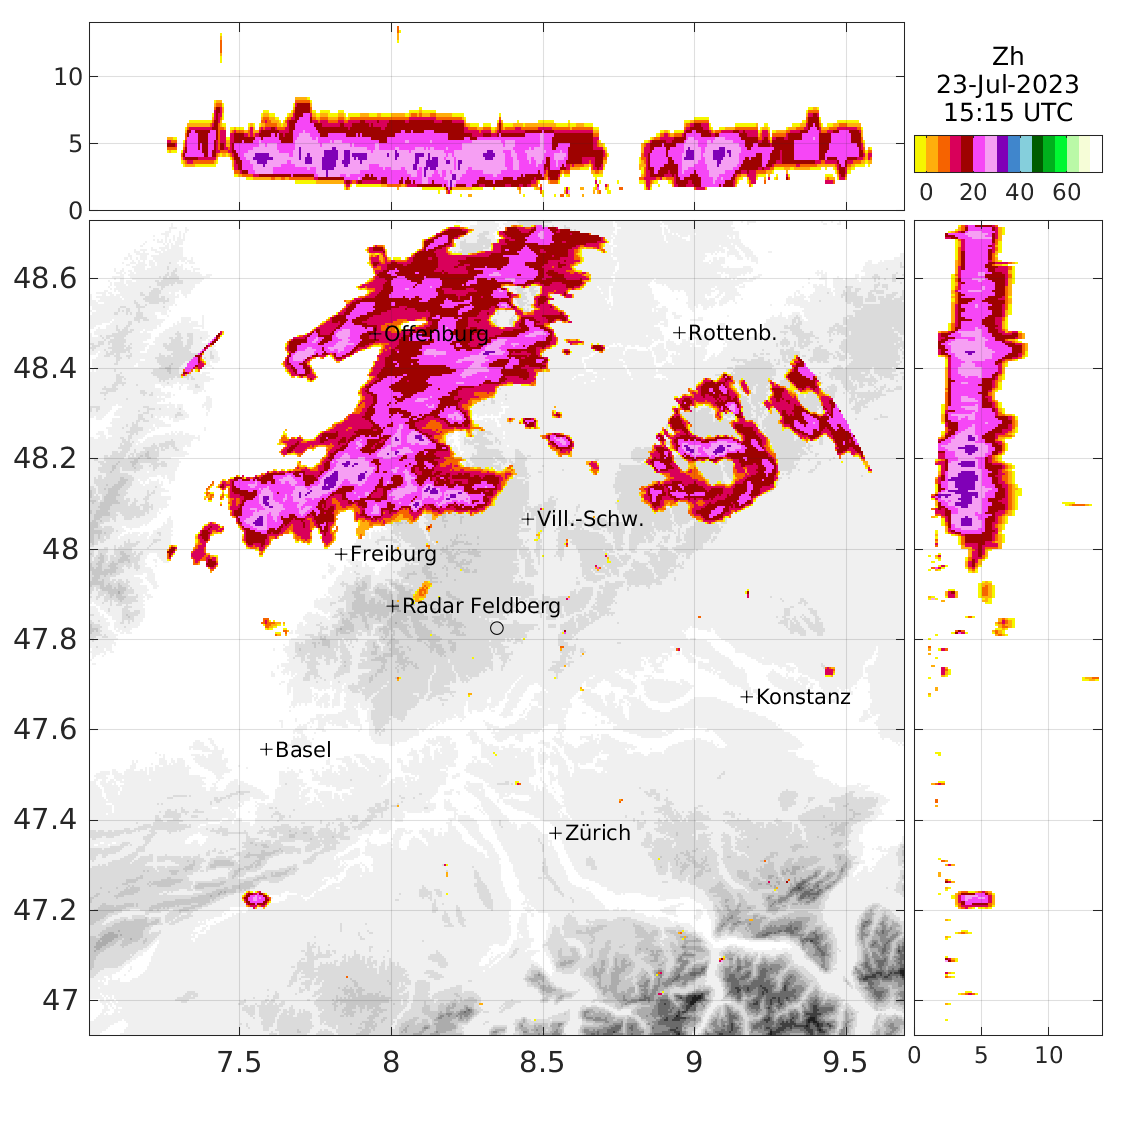 Zh
23-Jul-2023
15:15 UTC
0 20 40 60
10
5
0
48.6
48.4
48.2
48
47.8
47.6
47.4
47.2
47
+Offenburg
+Rottenb.
+Vill.-Schw.
+Freiburg
+Radar Feldberg
+Konstanz
+Basel
+Zürich
7.5 8 8.5 9 9.5
0 5 10